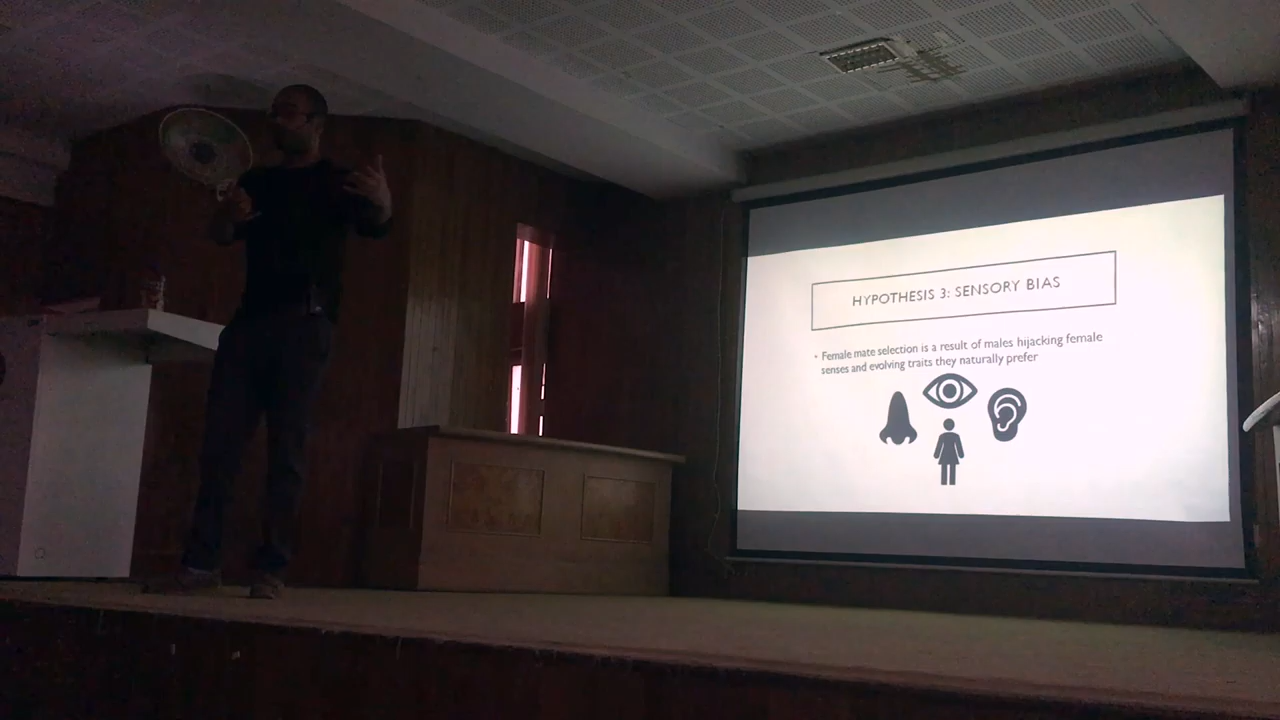 HYPOTHESIS 3: SENSORY BIAS
• Female mate selection is a result of males hijacking female
senses and evolving traits they naturally prefer